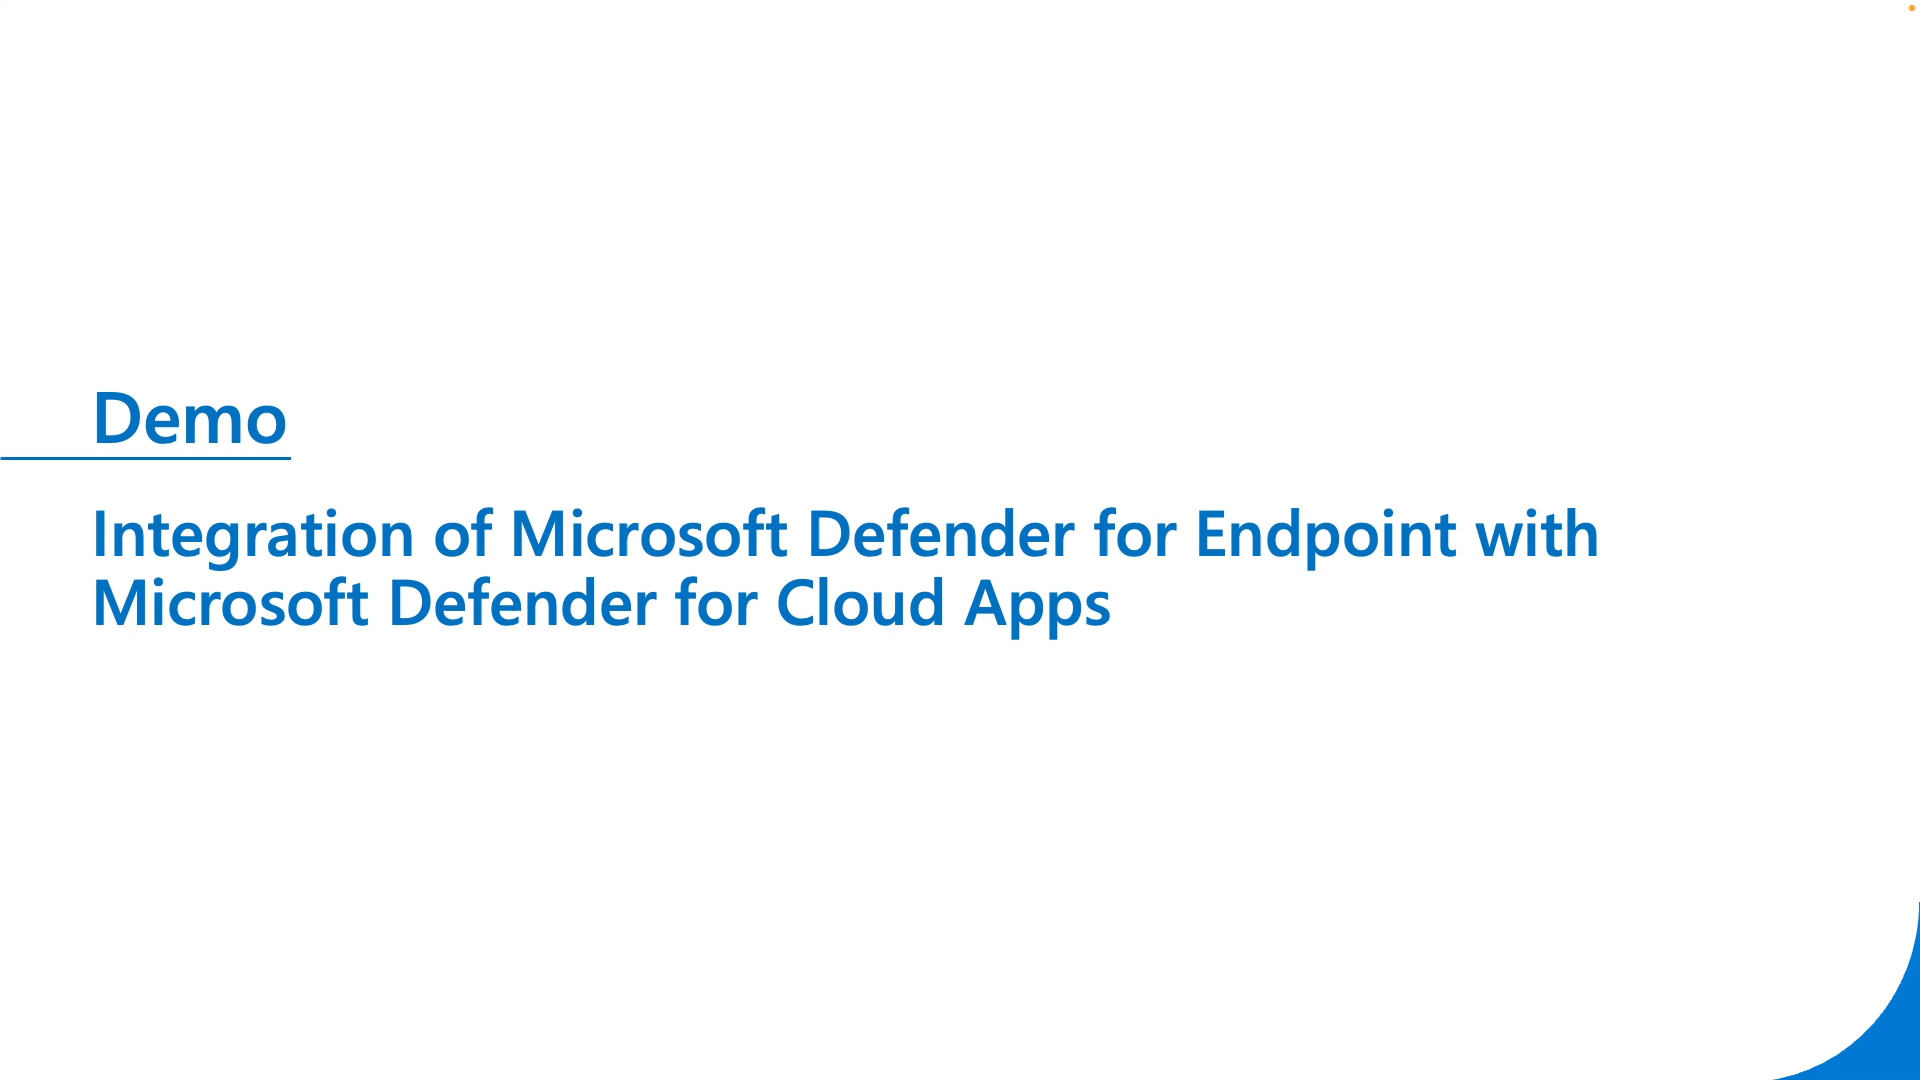 Demo
Integration of Microsoft Defender for Endpoint with
Microsoft Defender for Cloud Apps